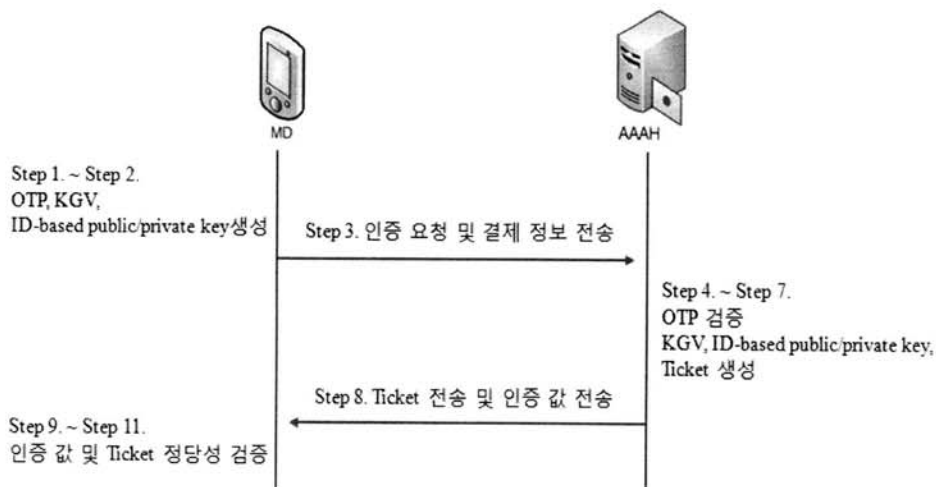 MD
AAAH
Step 1. ~ Step 2.
OTP, KGV,
ID-based public/private key생성
Step 3. 인증 요청 및 결제 정보 전송
Step 4. ~ Step 7.
OTP 검증
KGV, ID-based public/private key,
Ticket 생성
Step 8. Ticket 전송 및 인증 값 전송
Step 9. ~ Step 11.
인증 값 및 Ticket 정당성 검증